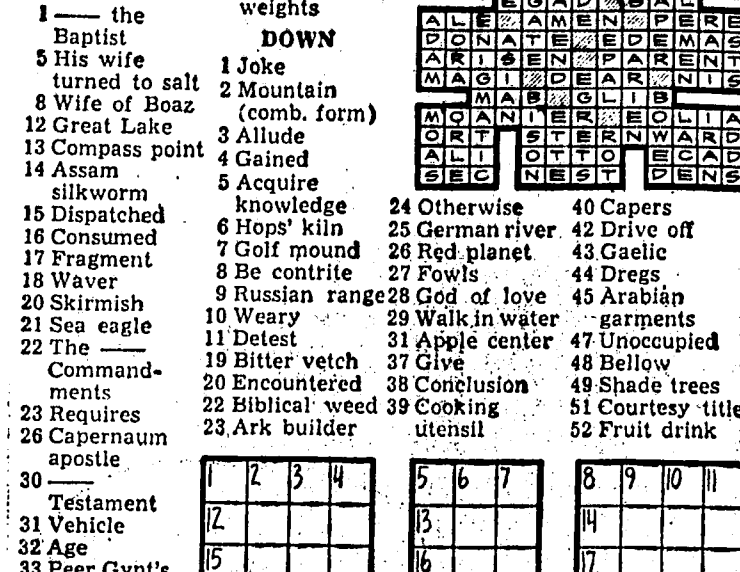 1 —— the
Baptist
5 His wife
turned to salt
8 Wife of Boaz
12 Great Lake
13 Compass point
14 Assam
silkworm
15 Dispatched
16 Consumed
17 Fragment
18 Waver
20 Skirmish
21 Sea eagle
22 The ——
Command-
ments
23 Requires
26 Capernaum
apostle
30 ——
Testament
31 Vehicle
32 Age
33 Peer Gynt's
weights
DOWN
1 Joke
2 Mountain
(comb. form)
3 Allude
4 Gained
5 Acquire
knowledge
6 Hops' kiln
7 Golf mound
8 Be contrite
9 Russian range
10 Weary
11 Detest
19 Bitter vetch
20 Encountered
22 Biblical weed
23 Ark builder
24 Otherwise
25 German river
26 Red planet
27 Fowls
28 God of love
29 Walk in water
31 Apple center
37 Give
38 Conclusion
39 Cooking
utensil
40 Capers
42 Drive off
43 Gaelic
44 Dregs
45 Arabian
garments
47 Unoccupied
48 Bellow
49 Shade trees
51 Courtesy title
52 Fruit drink
EGAD SAL
ALE AMEN PERE
DONATE EDEMAS
ARISEN PARENT
MAGI DEAR NIS
MAB GLIB
MOANIER EOLIA
ORT STERNWARD
ALI OTTO ECAD
SEC NEST DENS
1 2 3 4 5 6 7 8 9 10 11
12 13 14
15 16 17